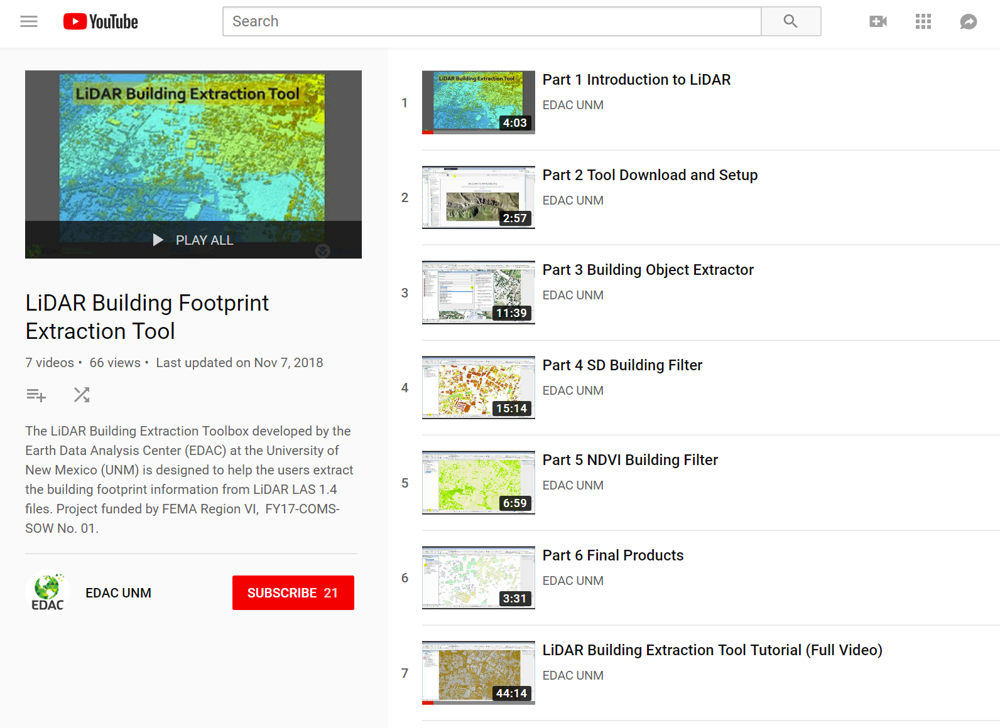 YouTube
Search
LiDAR Building Extraction Tool
PLAY ALL
LiDAR Building Footprint
Extraction Tool
7 videos • 66 views • Last updated on Nov 7, 2018
The LiDAR Building Extraction Toolbox developed by the
Earth Data Analysis Center (EDAC) at the University of
New Mexico (UNM) is designed to help the users extract
the building footprint information from LiDAR LAS 1.4
files. Project funded by FEMA Region VI, FY17-COMS-
SOW No. 01.
EDAC
EDAC UNM
SUBSCRIBE 21
1
LiDAR Building Extraction Tool
4:03
Part 1 Introduction to LiDAR
EDAC UNM
2
2:57
Part 2 Tool Download and Setup
EDAC UNM
3
11:39
Part 3 Building Object Extractor
EDAC UNM
4
15:14
Part 4 SD Building Filter
EDAC UNM
5
6:59
Part 5 NDVI Building Filter
EDAC UNM
6
3:31
Part 6 Final Products
EDAC UNM
7
44:14
LiDAR Building Extraction Tool Tutorial (Full Video)
EDAC UNM